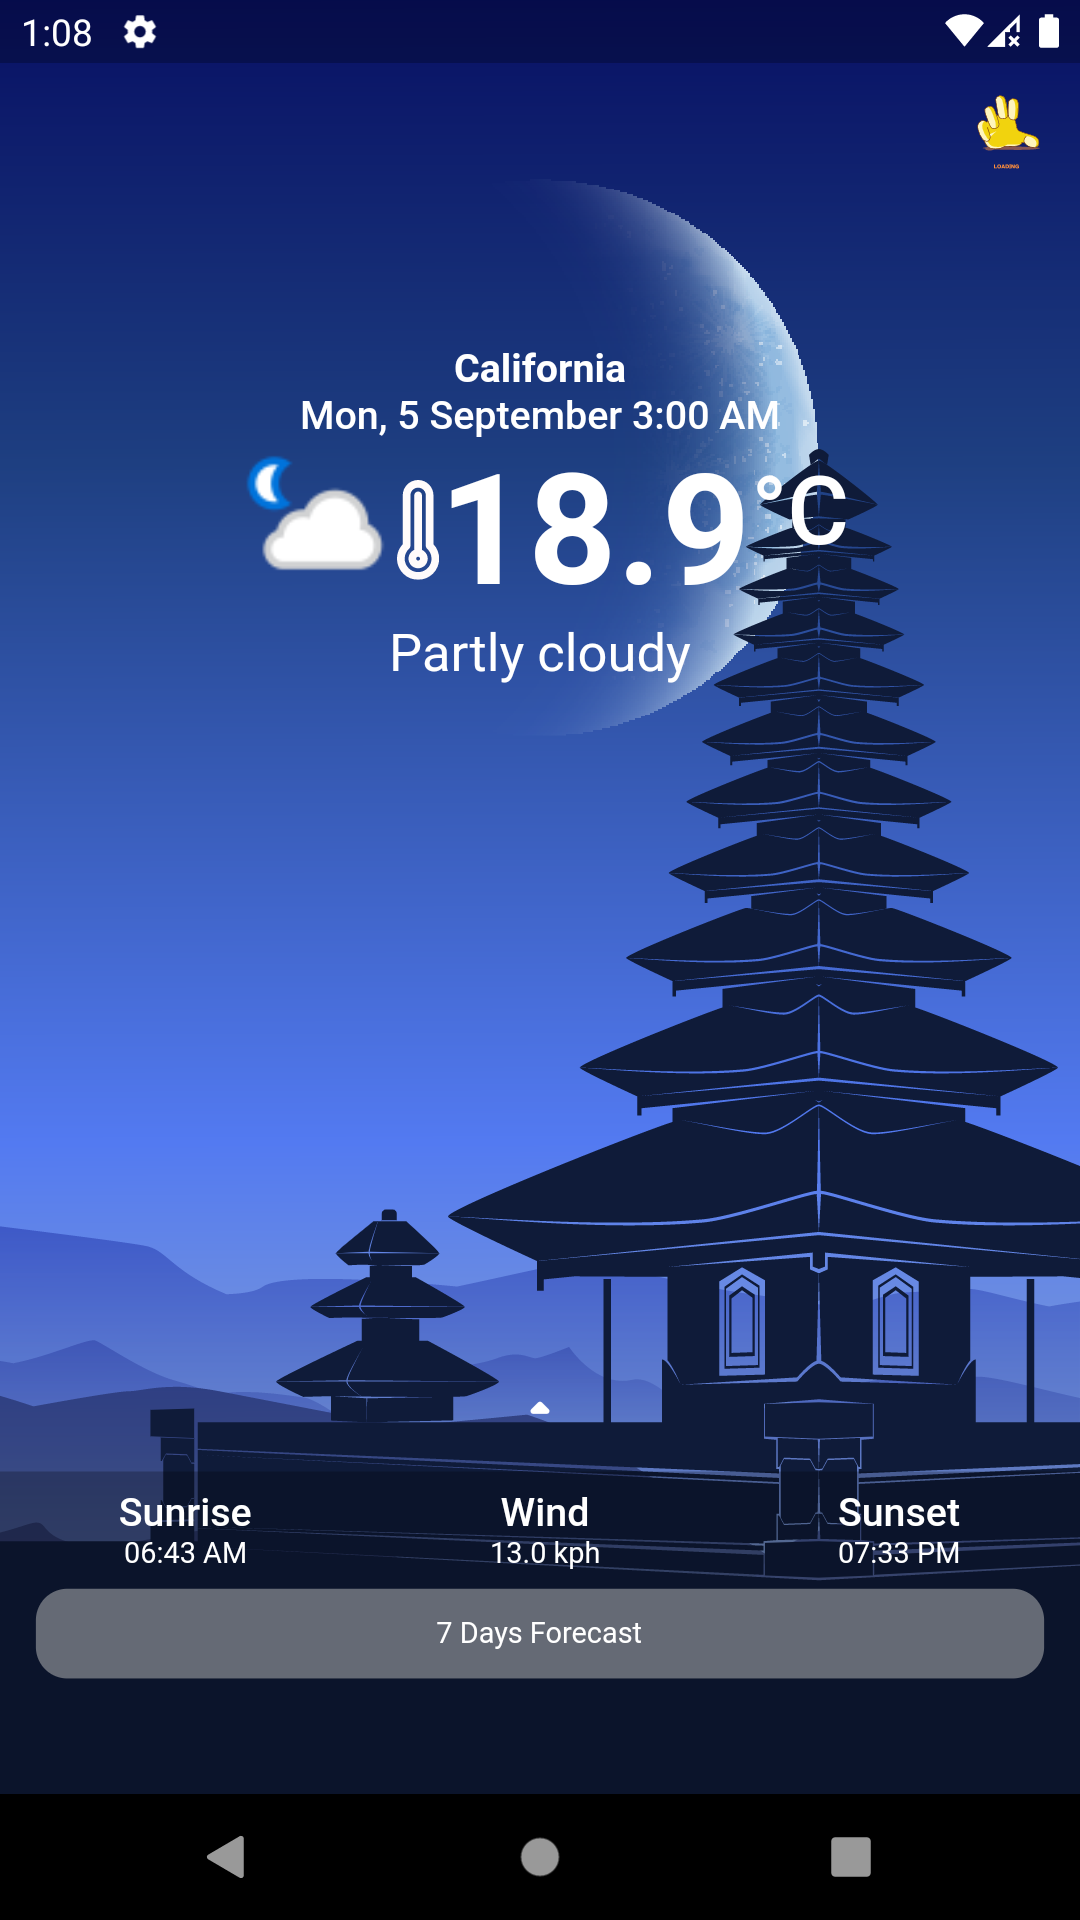 1:08
LOADING
California
Mon, 5 September 3:00 AM
18.9°C
Partly cloudy
Sunrise Wind Sunset
06:43 AM 13.0 kph 07:33 PM
7 Days Forecast